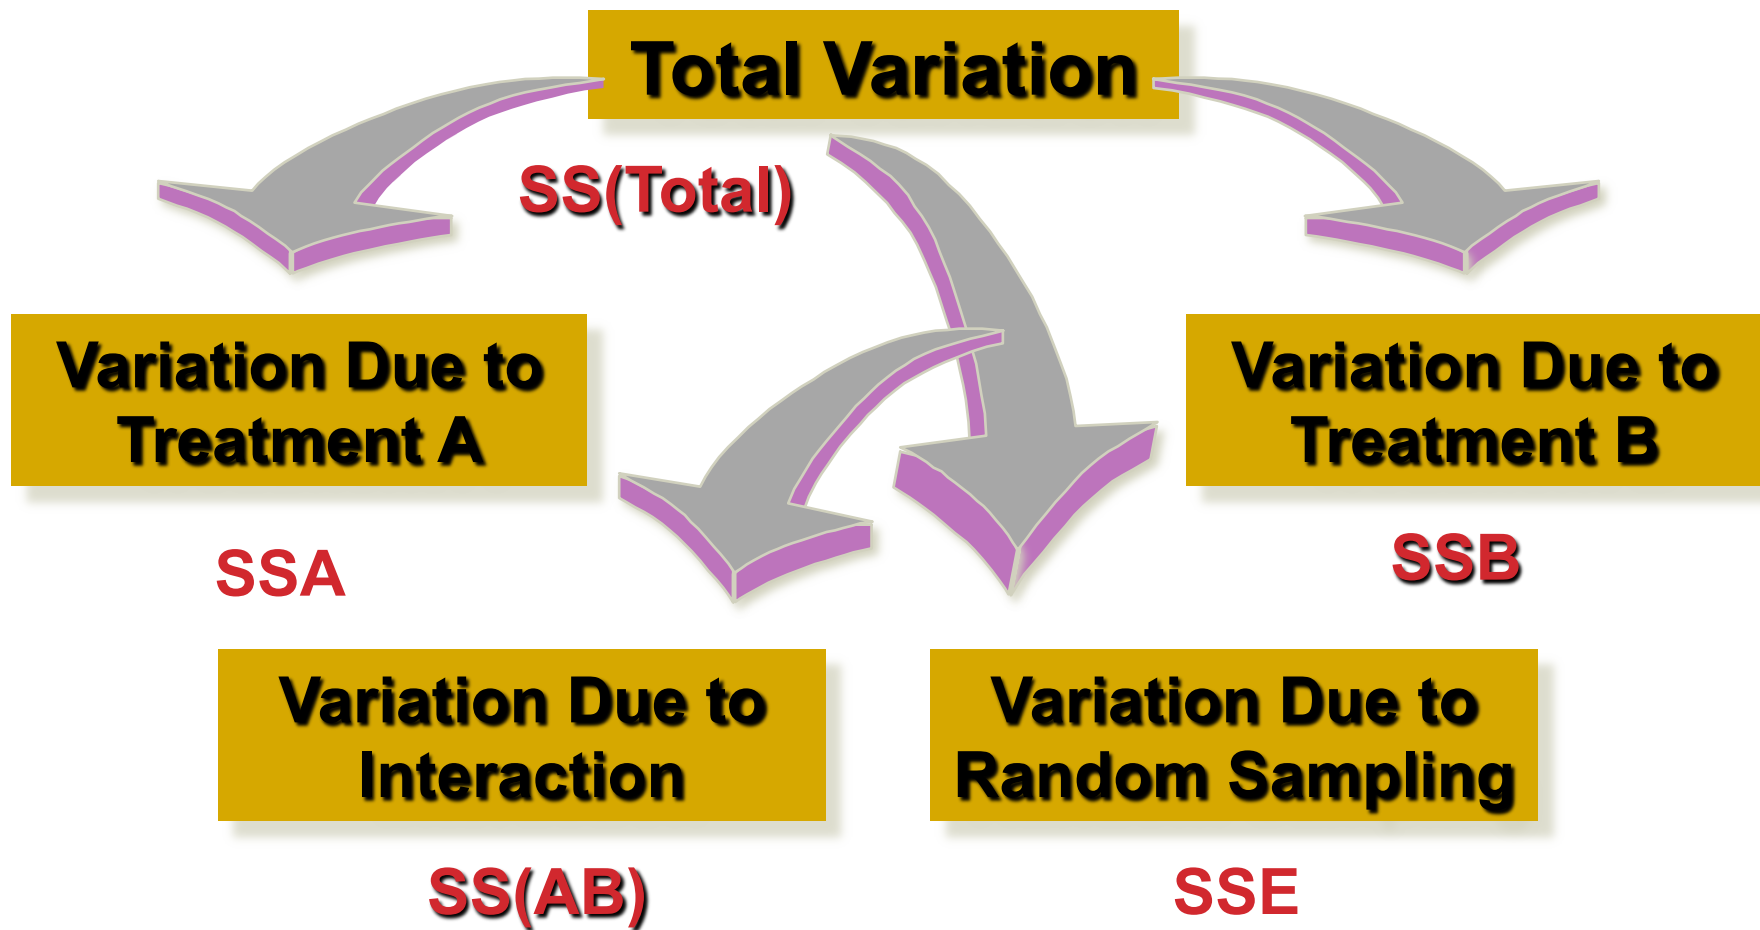 Total Variation
SS(Total)
Variation Due to
Treatment A
SSA
Variation Due to
Treatment B
SSB
Variation Due to
Interaction
SS(AB)
Variation Due to
Random Sampling
SSE